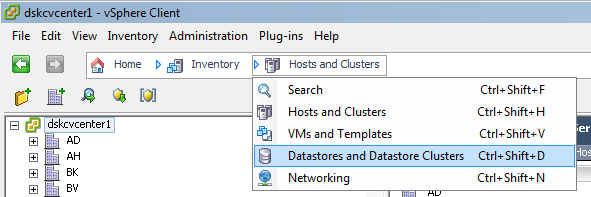 dskcvcenter1 - vSphere Client
File Edit View Inventory Administration Plug-ins Help
Home Inventory Hosts and Clusters
Search Ctrl+Shift+F
Hosts and Clusters Ctrl+Shift+H
VMs and Templates Ctrl+Shift+V
Datastores and Datastore Clusters Ctrl+Shift+D
Networking Ctrl+Shift+N
dskcvcenter1
AD
AH
BK
BV